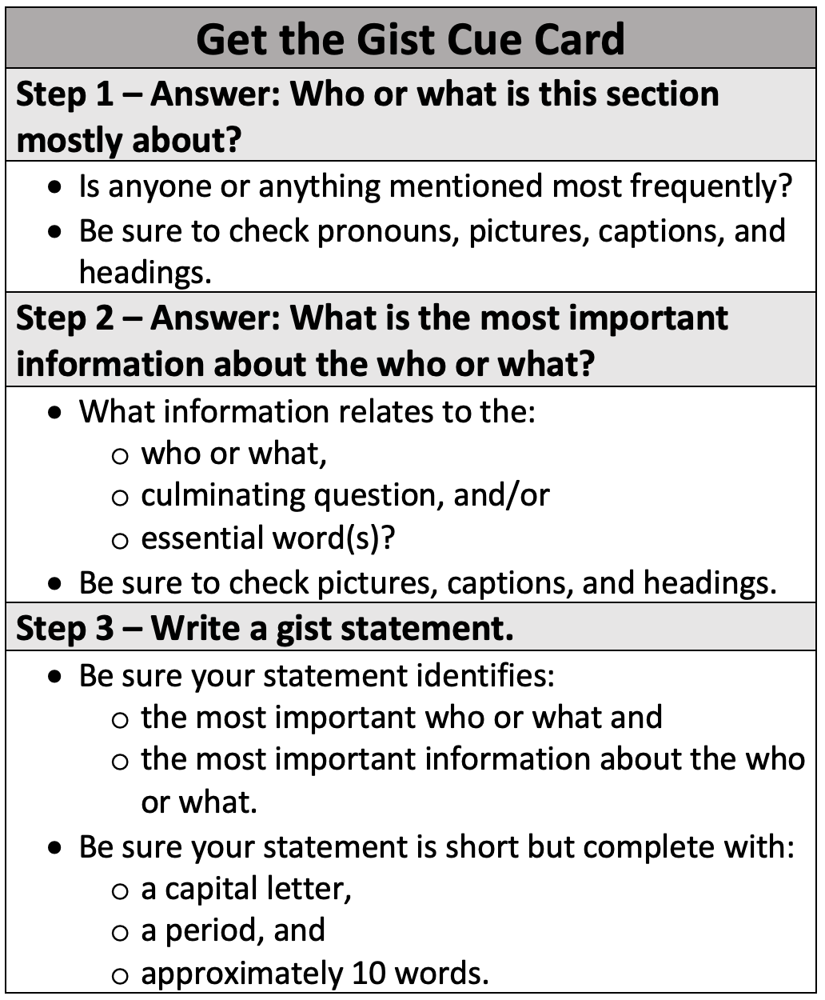 Get the Gist Cue Card
Step 1 – Answer: Who or what is this section
mostly about?
• Is anyone or anything mentioned most frequently?
• Be sure to check pronouns, pictures, captions, and
headings.
Step 2 – Answer: What is the most important
information about the who or what?
• What information relates to the:
o who or what,
o culminating question, and/or
o essential word(s)?
• Be sure to check pictures, captions, and headings.
Step 3 – Write a gist statement.
• Be sure your statement identifies:
o the most important who or what and
o the most important information about the who
or what.
• Be sure your statement is short but complete with:
o a capital letter,
o a period, and
o approximately 10 words.